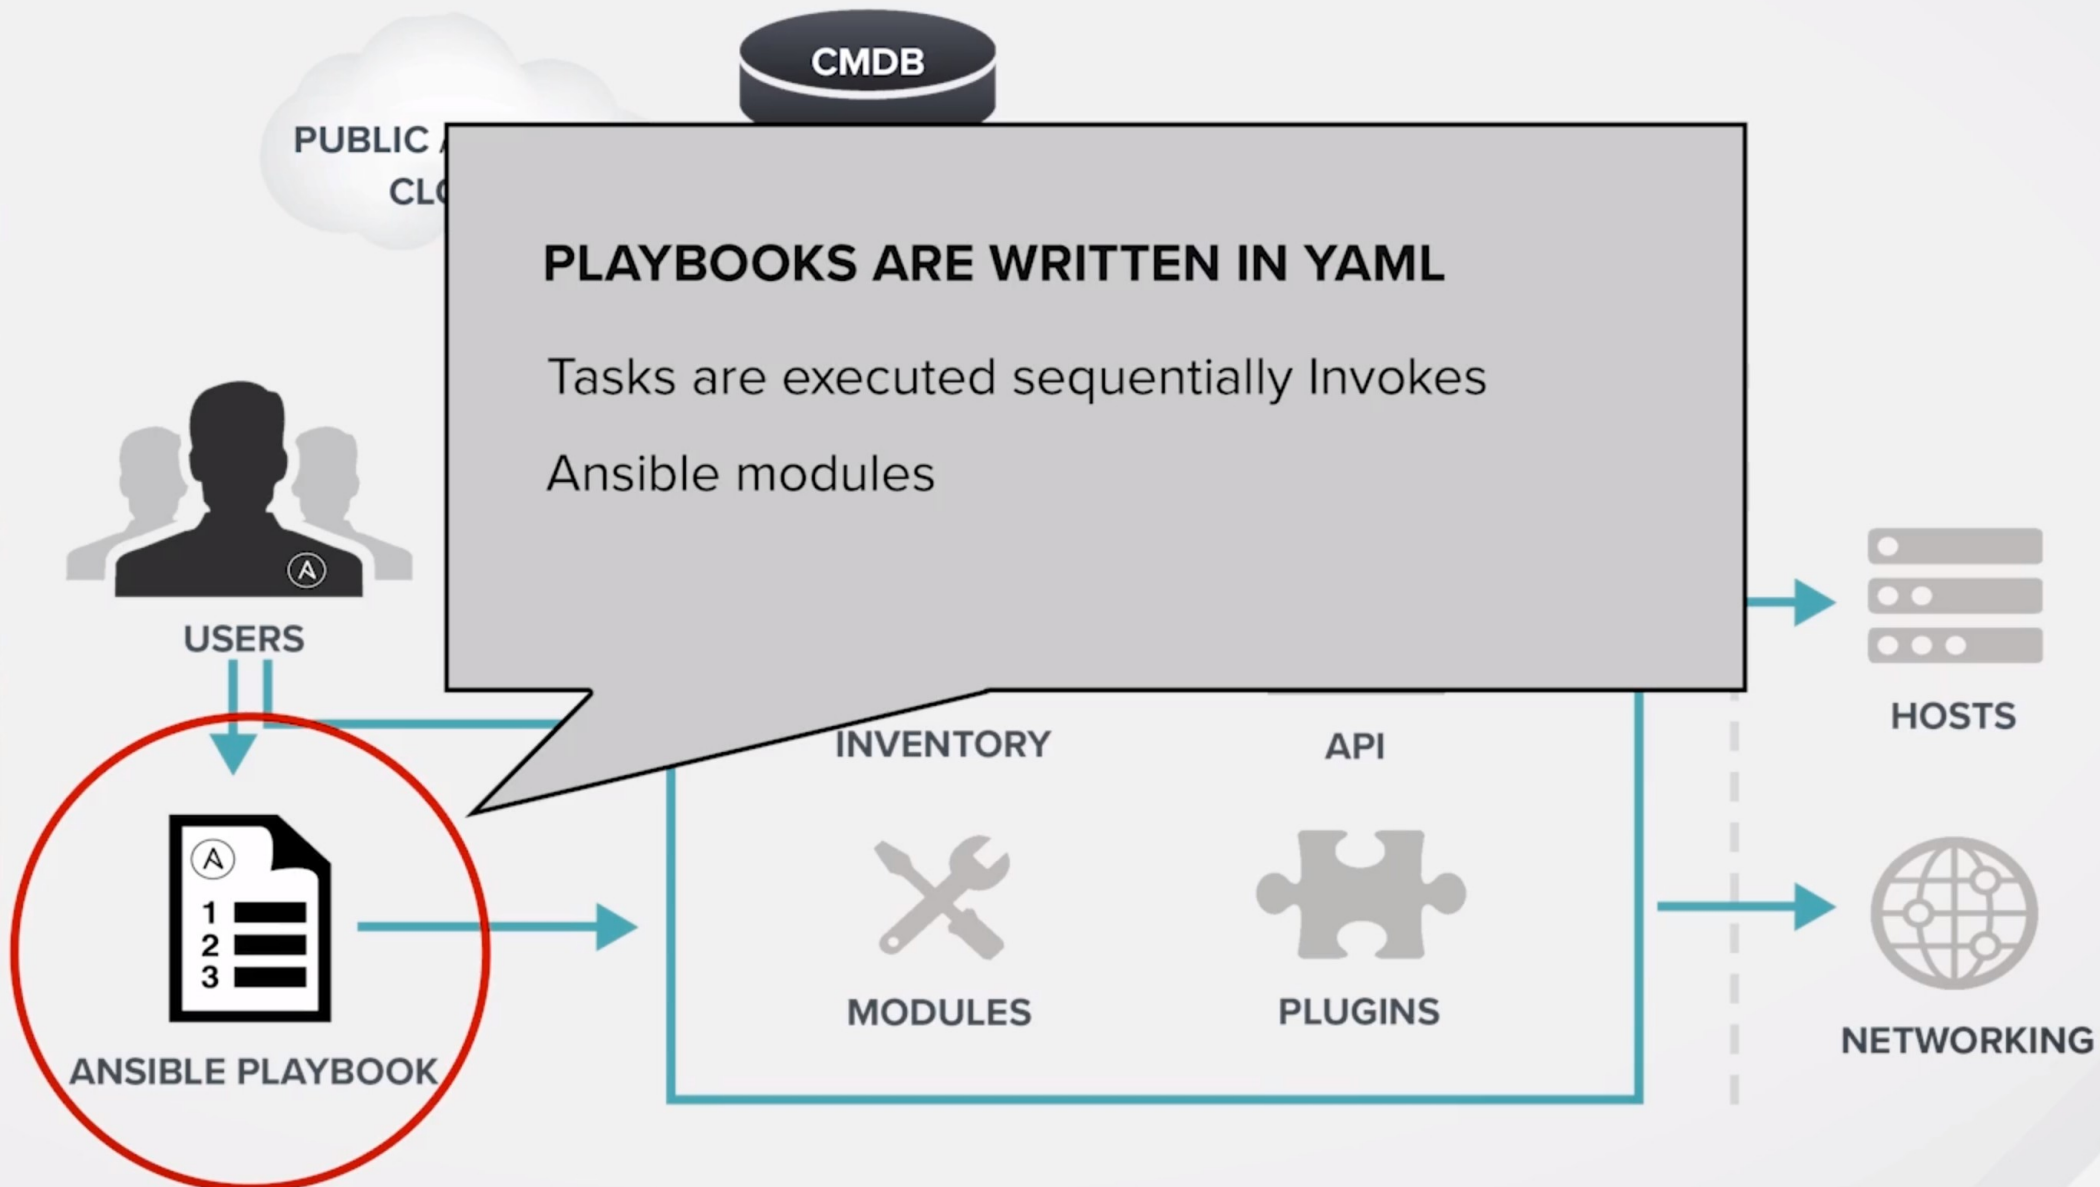 CMDB
PUBLIC
PLAYBOOKS ARE WRITTEN IN YAML
Tasks are executed sequentially Invokes
Ansible modules
USERS
HOSTS
INVENTORY
API
A
1
2
3
MODULES
PLUGINS
NETWORKING
ANSIBLE PLAYBOOK